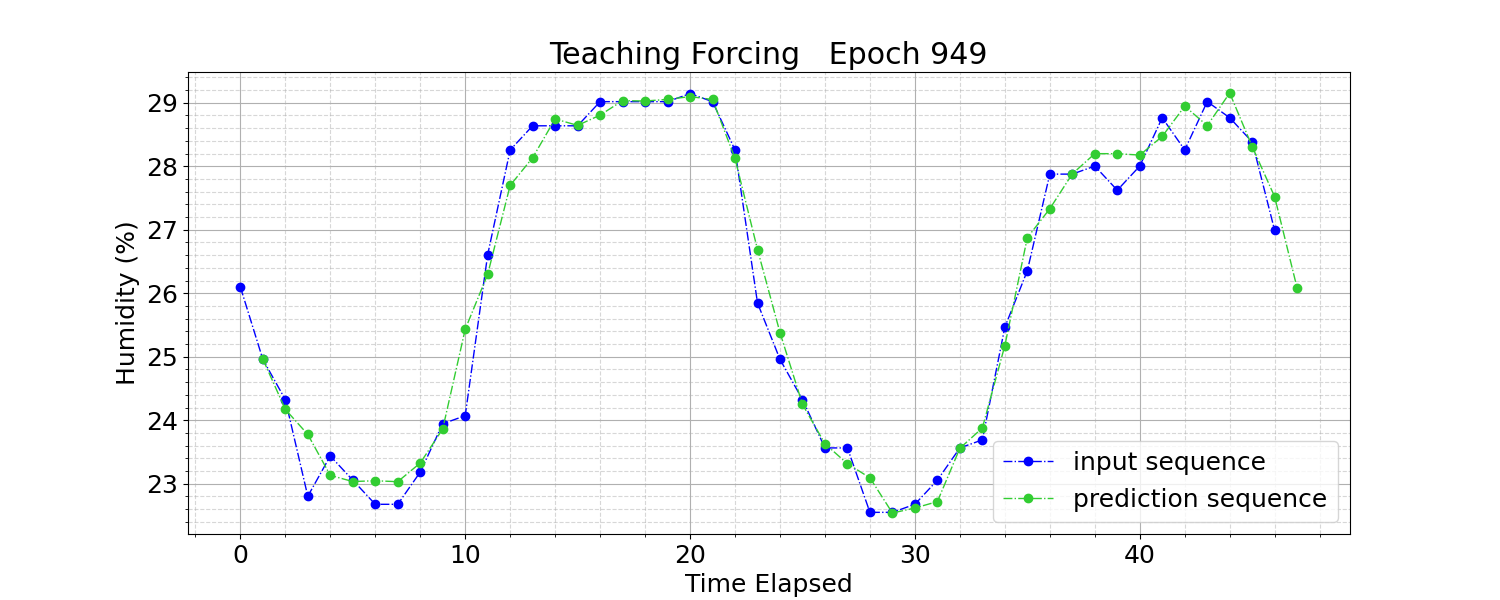 Teaching Forcing   Epoch 949
Humidity (%)
29
28
27
26
25
24
23
input sequence
prediction sequence
0 10 20 30 40
Time Elapsed